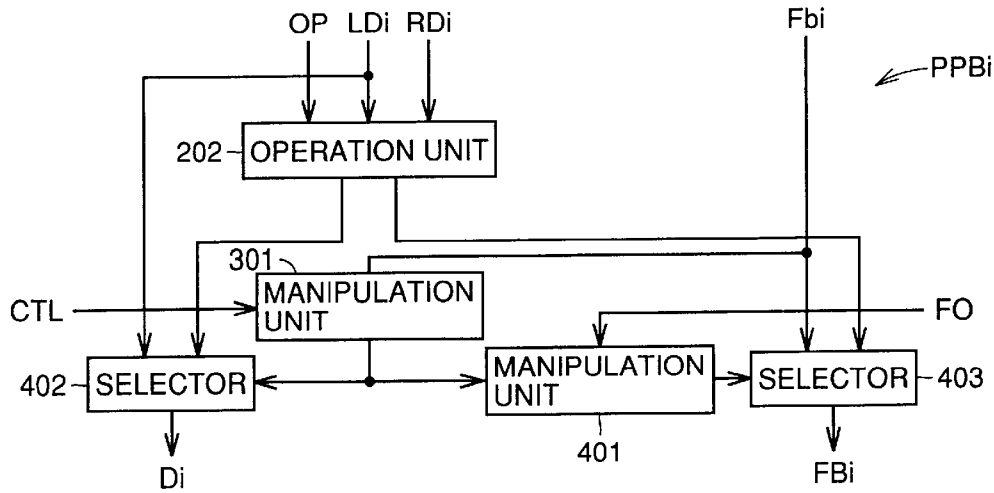 OP LDi RDi Fbi
PPBi
202 OPERATION UNIT
301
MANIPULATION
UNIT
CTL
FO
402 SELECTOR
MANIPULATION
UNIT
SELECTOR 403
401
Di
FBi